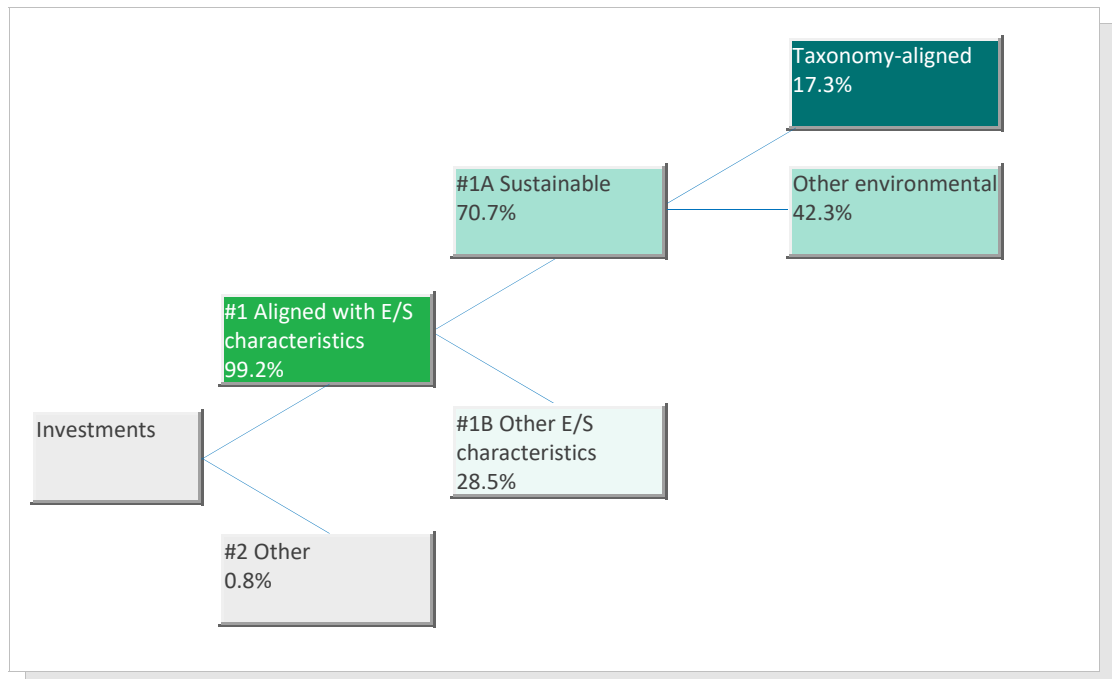 Taxonomy-aligned
17.3%
#1A Sustainable
70.7%
Other environmental
42.3%
#1 Aligned with E/S
characteristics
99.2%
Investments
#1B Other E/S
characteristics
28.5%
#2 Other
0.8%